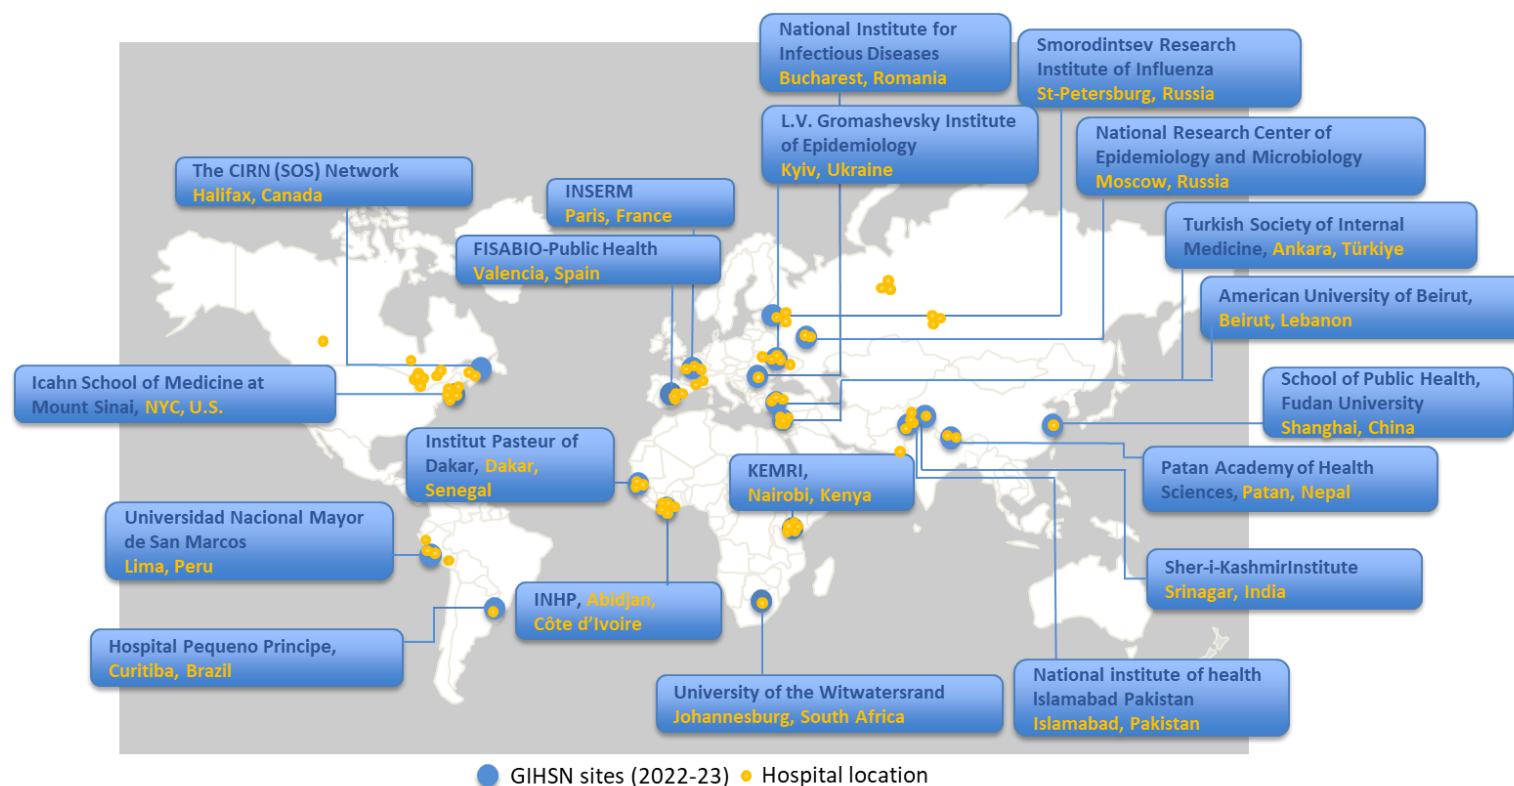 National Institute for
Infectious Diseases
Bucharest, Romania
Smorodintsev Research
Institute of Influenza
St-Petersburg, Russia
L.V. Gromashevsky Institute
of Epidemiology
Kyiv, Ukraine
National Research Center of
Epidemiology and Microbiology
Moscow, Russia
The CIRN (SOS) Network
Halifax, Canada
INSERM
Paris, France
FISABIO-Public Health
Valencia, Spain
Turkish Society of Internal
Medicine, Ankara, Türkiye
American University of Beirut,
Beirut, Lebanon
Icahn School of Medicine at
Mount Sinai, NYC, U.S.
School of Public Health,
Fudan University
Shanghai, China
Institut Pasteur of
Dakar, Dakar,
Senegal
KEMRI,
Nairobi, Kenya
Patan Academy of Health
Sciences, Patan, Nepal
Universidad Nacional Mayor
de San Marcos
Lima, Peru
Sher-i-KashmirInstitute
Srinagar, India
INHP, Abidjan,
Côte d’Ivoire
Hospital Pequeno Principe,
Curitiba, Brazil
University of the Witwatersrand
Johannesburg, South Africa
National institute of health
Islamabad Pakistan
Islamabad, Pakistan
GIHSN sites (2022-23)
Hospital location